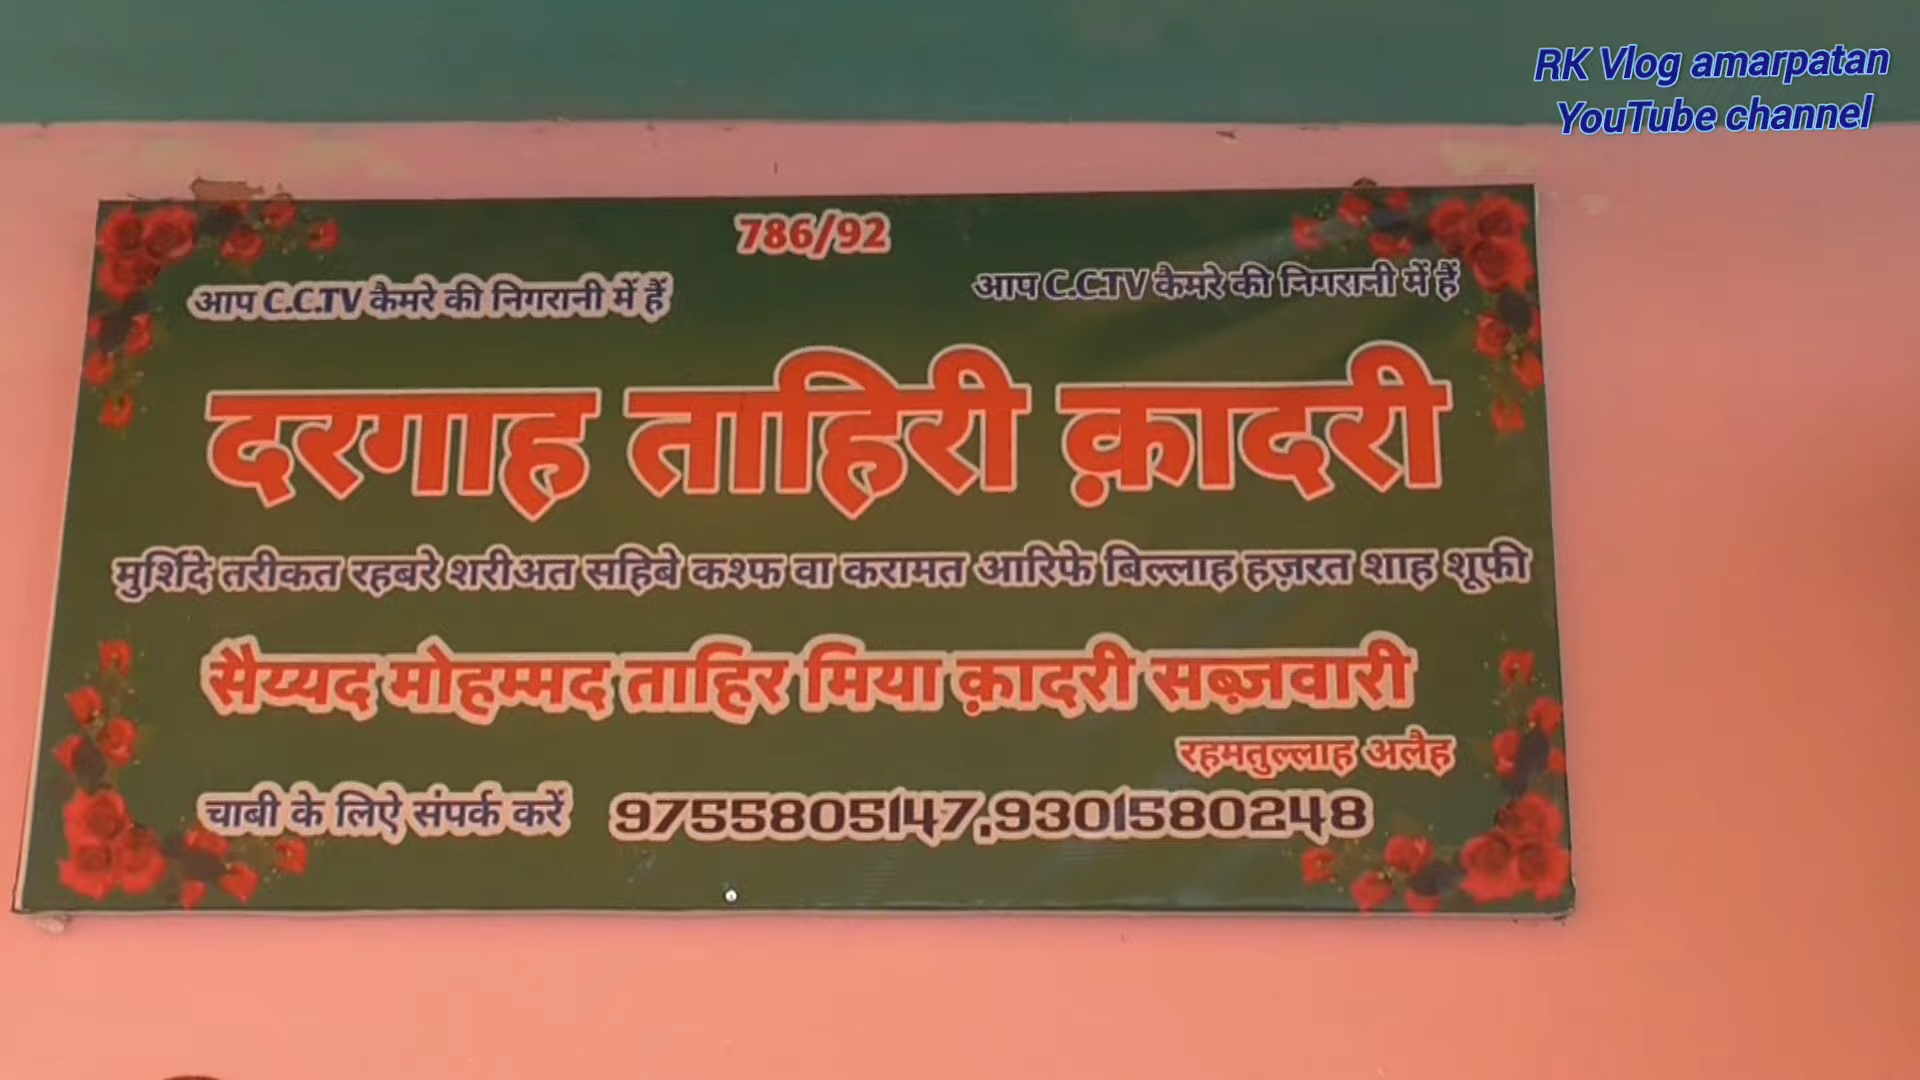 RK Vlog amarpatan
YouTube channel
786/92
आप C.C.TV कैमरे की निगरानी में हैं
आप C.C.TV कैमरे की निगरानी में हैं
दरगाह ताहिरी क़ादरी
मुर्शिदे तरीकत रहबरे शरीअत सहिबे कश्फ वा करामत आरिफे बिल्लाह हज़रत शाह शूफी
सैय्यद मोहम्मद ताहिर मिया क़ादरी सब्ज़वारी
रहमतुल्लाह अलैह
चाबी के लिऐ संपर्क करें 9755805147,9301580248